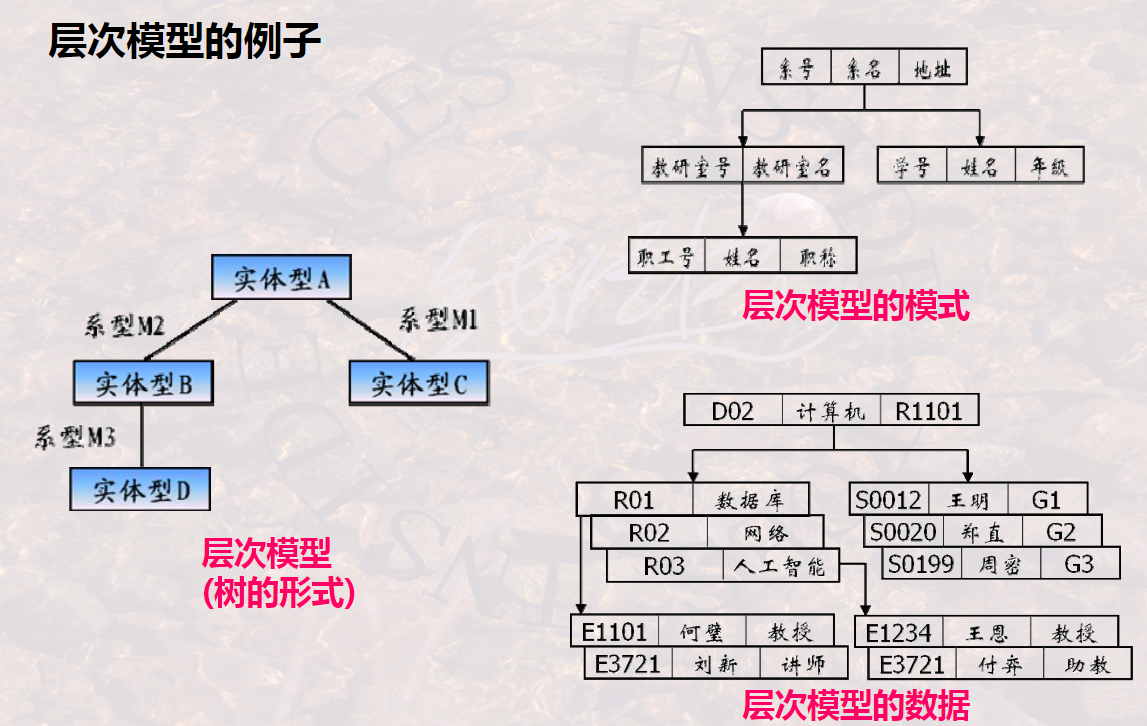 层次模型的例子
系号 系名 地址
教研室号 教研室名
学号 姓名 年级
职工号 姓名 职称
层次模型的模式
实体型A
系型M2
系型M1
实体型B
实体型C
系型M3
实体型D
层次模型
(树的形式)
D02 计算机 R1101
R01 数据库
R02 网络
R03 人工智能
S0012 王明 G1
S0020 郑直 G2
S0199 周密 G3
E1101 何璧 教授
E3721 刘新 讲师
E1234 王恩 教授
E3721 付弈 助教
层次模型的数据